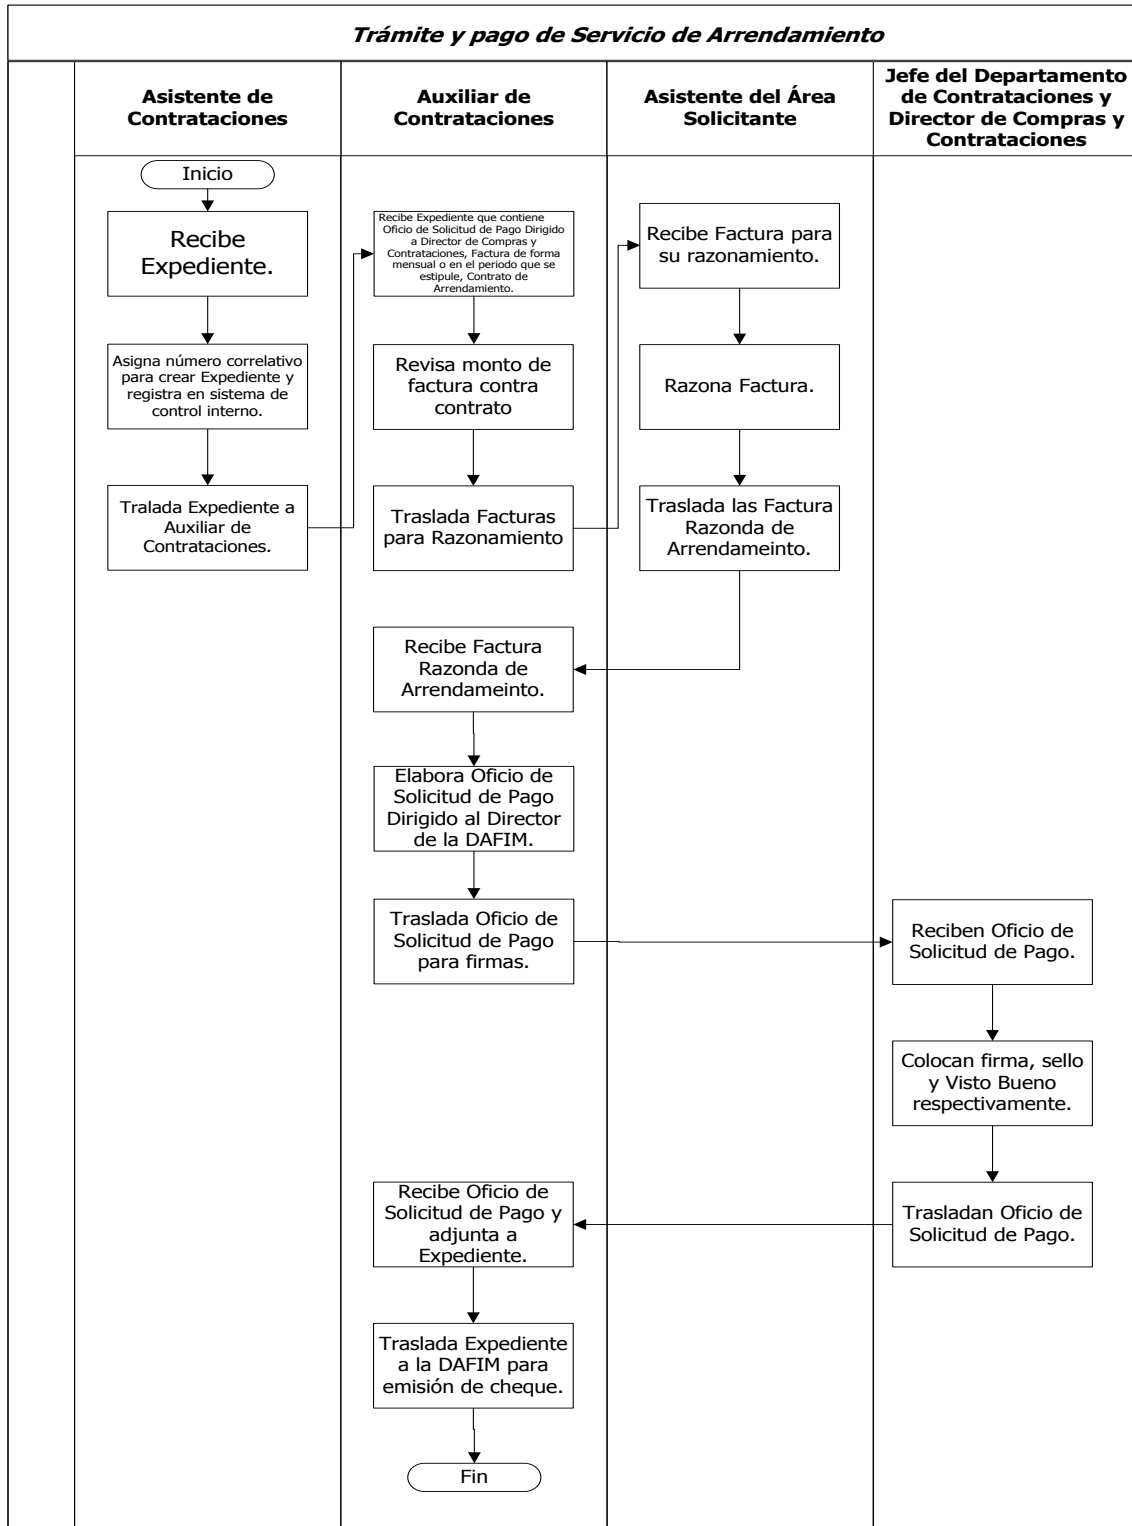 Trámite y pago de Servicio de Arrendamiento
Asistente de
Contrataciones
Auxiliar de
Contrataciones
Asistente del Área
Solicitante
Jefe del Departamento
de Contrataciones y
Director de Compras y
Contrataciones
Inicio
Recibe
Expediente.
Asigna número correlativo
para crear Expediente y
registra en sistema de
control interno.
Tralada Expediente a
Auxiliar de
Contrataciones.
Recibe Expediente que contiene
Oficio de Solicitud de Pago Dirigido
a Director de Compras y
Contrataciones, Factura de forma
mensual o en el periodo que se
estipule, Contrato de
Arrendamiento.
Revisa monto de
factura contra
contrato
Traslada Facturas
para Razonamiento
Recibe Factura para
su razonamiento.
Razona Factura.
Traslada las Factura
Razonda de
Arrendameinto.
Recibe Factura
Razonda de
Arrendameinto.
Elabora Oficio de
Solicitud de Pago
Dirigido al Director
de la DAFIM.
Traslada Oficio de
Solicitud de Pago
para firmas.
Reciben Oficio de
Solicitud de Pago.
Colocan firma, sello
y Visto Bueno
respectivamente.
Trasladan Oficio de
Solicitud de Pago.
Recibe Oficio de
Solicitud de Pago y
adjunta a
Expediente.
Traslada Expediente
a la DAFIM para
emisión de cheque.
Fin